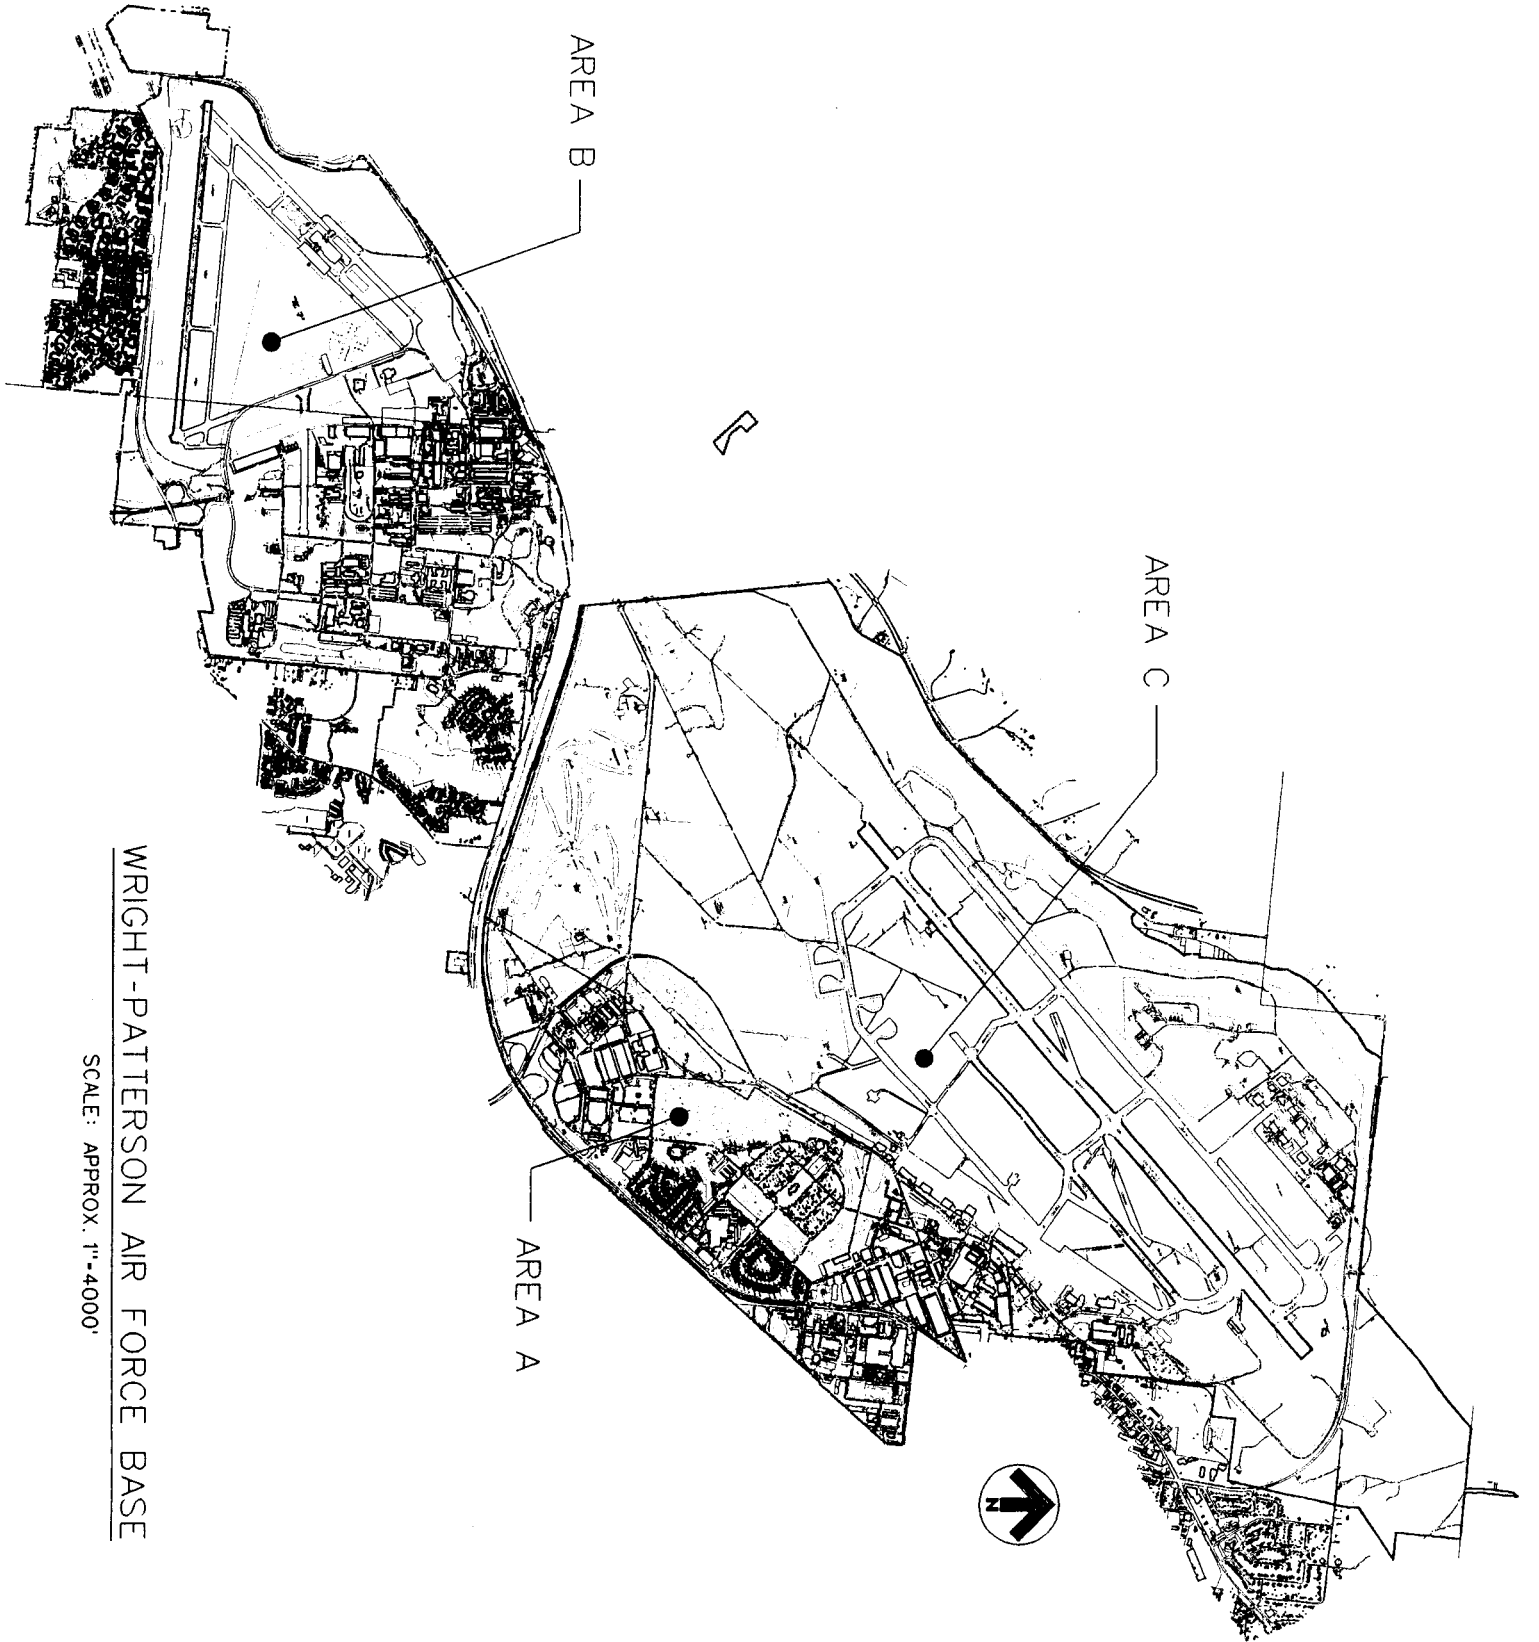 AREA B
AREA C
AREA A
N
WRIGHT-PATTERSON AIR FORCE BASE
SCALE: APPROX. 1"=4000'